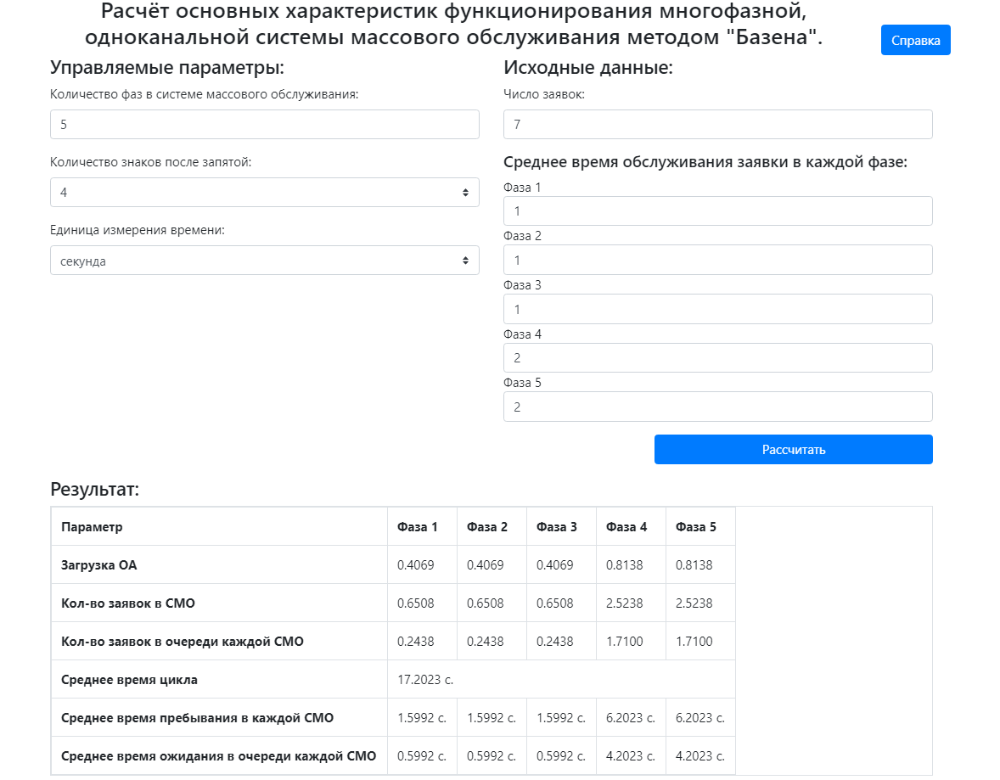 Расчёт основных характеристик функционирования многофазной,
одноканальной системы массового обслуживания методом "Базена".
Справка
Управляемые параметры:
Количество фаз в системе массового обслуживания:
5
Количество знаков после запятой:
4
Единица измерения времени:
секунда
Исходные данные:
Число заявок:
7
Среднее время обслуживания заявки в каждой фазе:
Фаза 1
1
Фаза 2
1
Фаза 3
1
Фаза 4
2
Фаза 5
2
Рассчитать
Результат:
Параметр Фаза 1 Фаза 2 Фаза 3 Фаза 4 Фаза 5
Загрузка ОА 0.4069 0.4069 0.4069 0.8138 0.8138
Кол-во заявок в СМО 0.6508 0.6508 0.6508 2.5238 2.5238
Кол-во заявок в очереди каждой СМО 0.2438 0.2438 0.2438 1.7100 1.7100
Среднее время цикла 17.2023 с.
Среднее время пребывания в каждой СМО 1.5992 с. 1.5992 с. 1.5992 с. 6.2023 с. 6.2023 с.
Среднее время ожидания в очереди каждой СМО 0.5992 с. 0.5992 с. 0.5992 с. 4.2023 с. 4.2023 с.